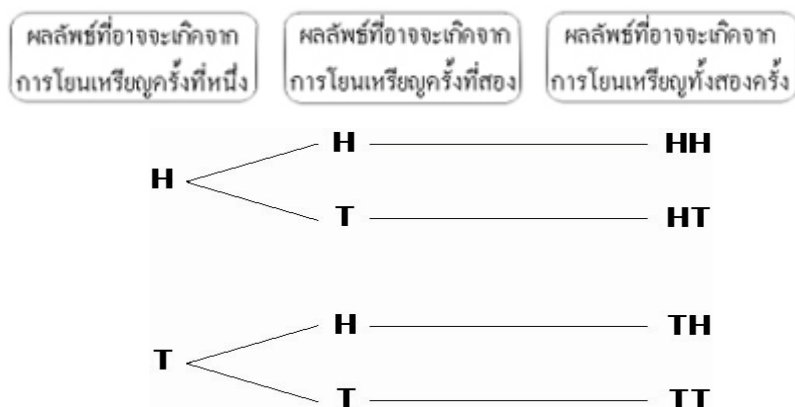 ผลลัพธ์ที่อาจจะเกิดจาก
การโยนเหรียญครั้งที่หนึ่ง
ผลลัพธ์ที่อาจจะเกิดจาก
การโยนเหรียญครั้งที่สอง
ผลลัพธ์ที่อาจจะเกิดจาก
การโยนเหรียญทั้งสองครั้ง
H
H
HH
T
HT
T
H
TH
T
TT